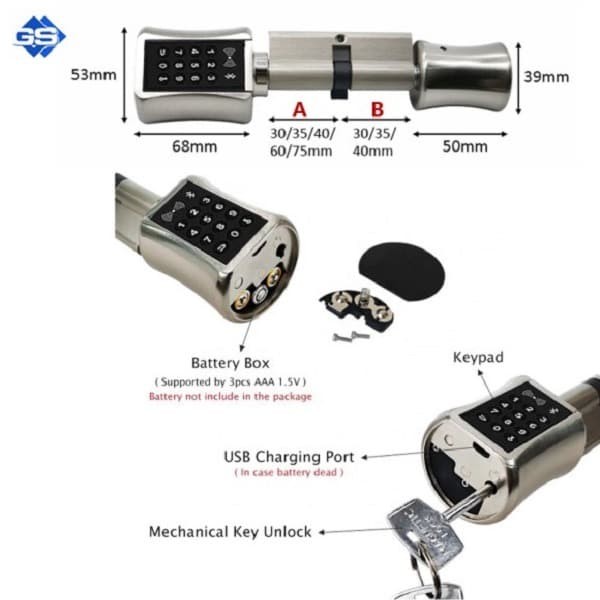 GS
53mm
39mm
A B
30/35/40/ 30/35/
60/75mm 40mm
68mm
50mm
Battery Box
( Supported by 3pcs AAA 1.5V )
Battery not include in the package
Keypad
USB Charging Port
( In case battery dead )
Mechanical Key Unlock